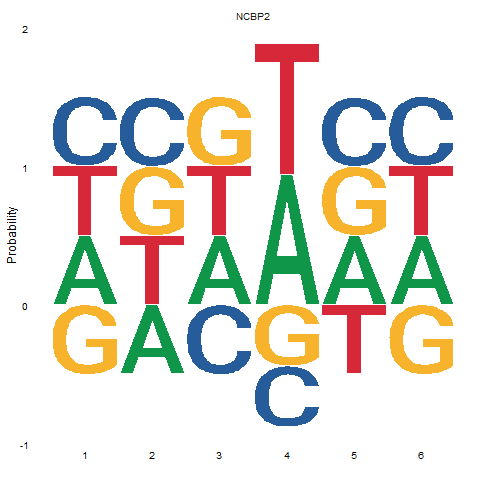 NCBP2
2
1
0
-1
Probability
C C G T C C
T G T A G T
A T A G A A
G A C C T G
1 2 3 4 5 6